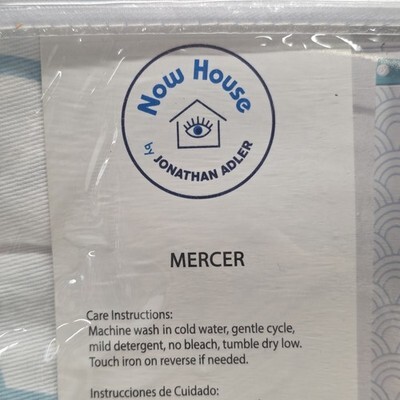 Now House
by JONATHAN ADLER
MERCER
Care Instructions:
Machine wash in cold water, gentle cycle,
mild detergent, no bleach, tumble dry low.
Touch iron on reverse if needed.
Instrucciones de Cuidado: